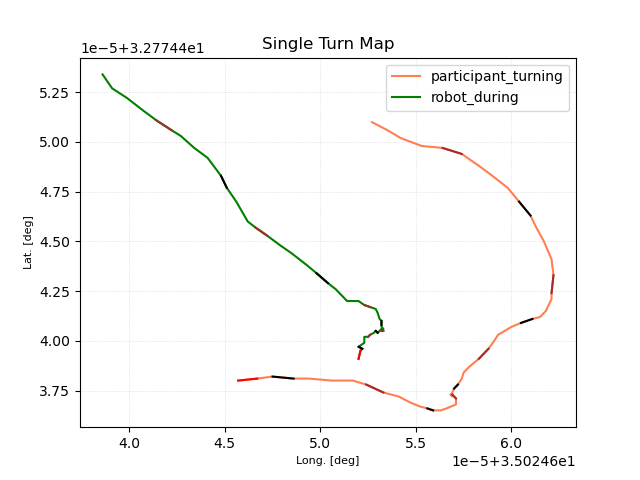 Single Turn Map
1e−5+3.27744e1
participant_turning
robot_during
5.25
5.00
4.75
4.50
4.25
4.00
3.75
Lat. [deg]
4.0 4.5 5.0 5.5 6.0
Long. [deg]
1e−5+3.50246e1